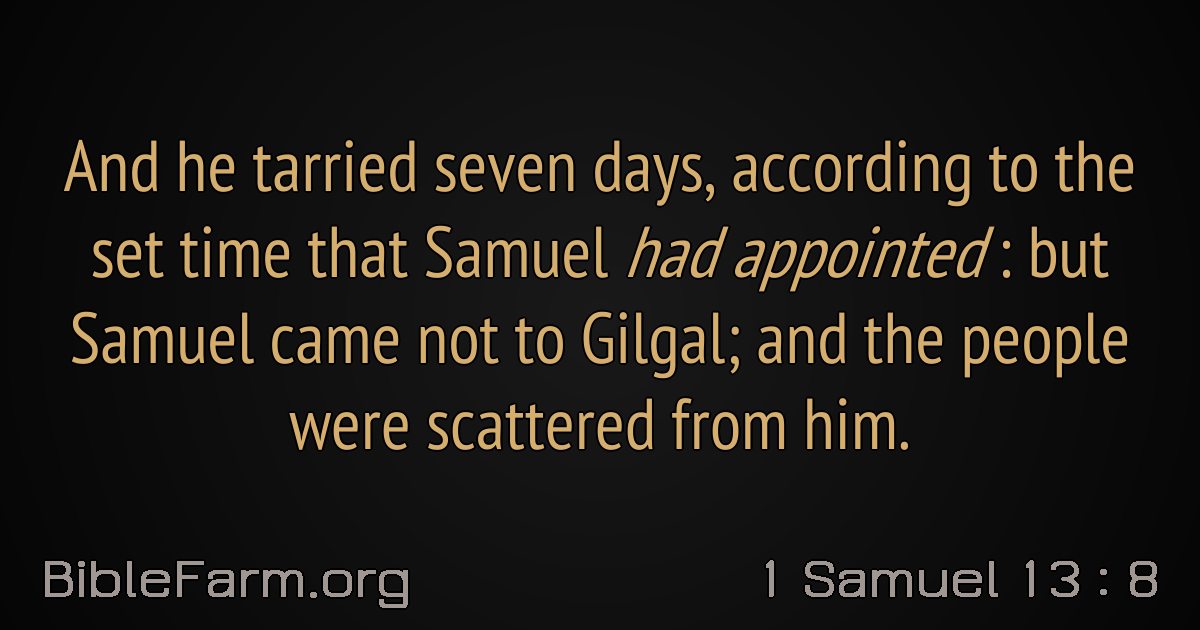 And he tarried seven days, according to the
set time that Samuel had appointed : but
Samuel came not to Gilgal; and the people
were scattered from him.
BibleFarm.org
1 Samuel 13 : 8